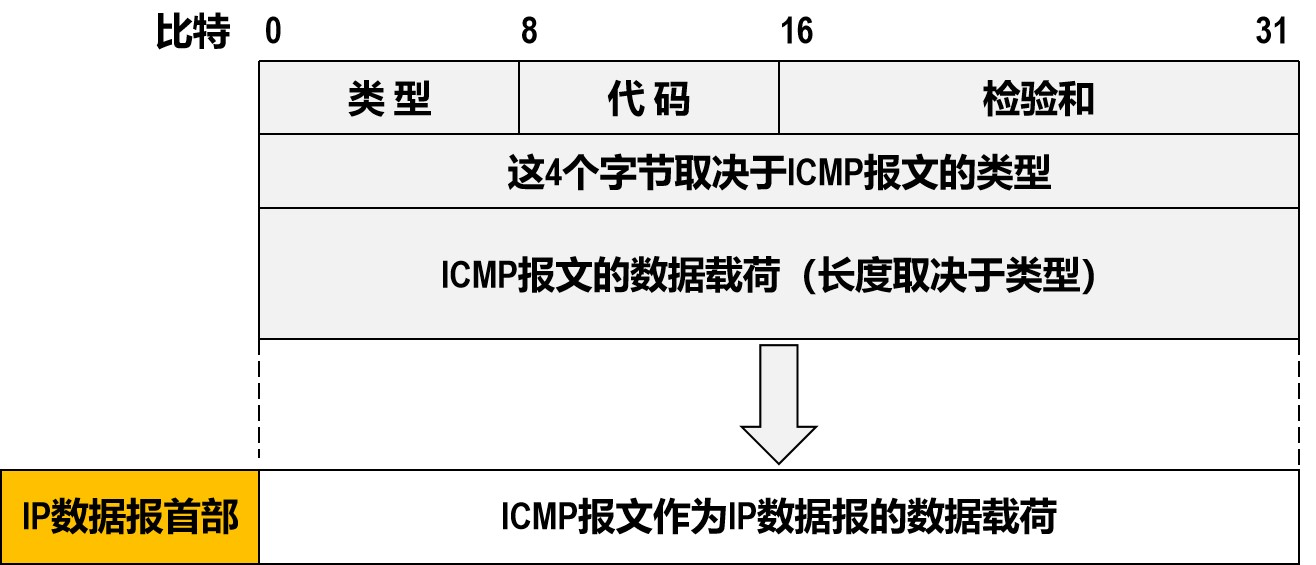 比特 0 8 16 31
类型 代码 检验和
这4个字节取决于ICMP报文的类型
ICMP报文的数据载荷（长度取决于类型）
IP数据报首部 ICMP报文作为IP数据报的数据载荷